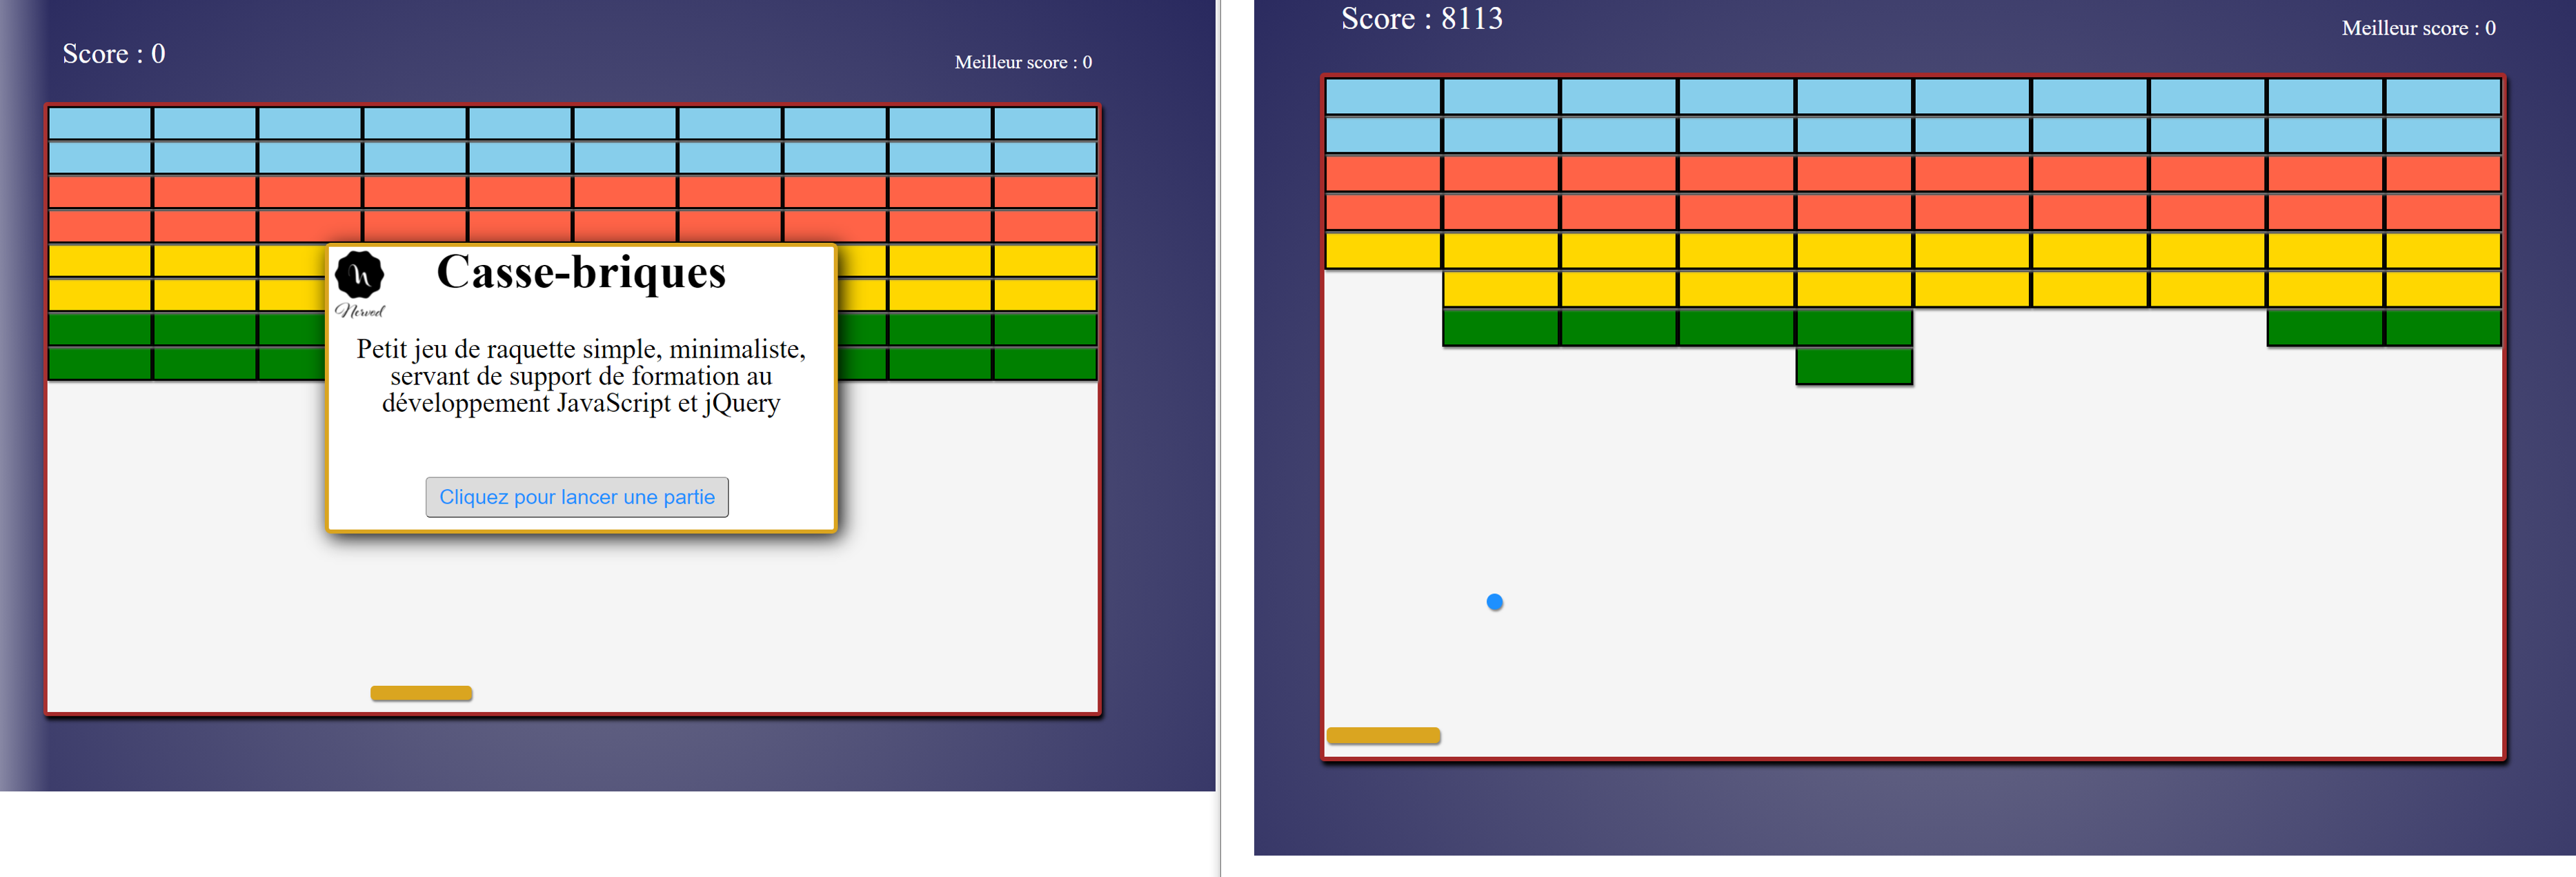 Score : 0
Meilleur score : 0
Casse-briques
Nervod
Petit jeu de raquette simple, minimaliste,
servant de support de formation au
développement JavaScript et jQuery
Cliquez pour lancer une partie
Score : 8113
Meilleur score : 0